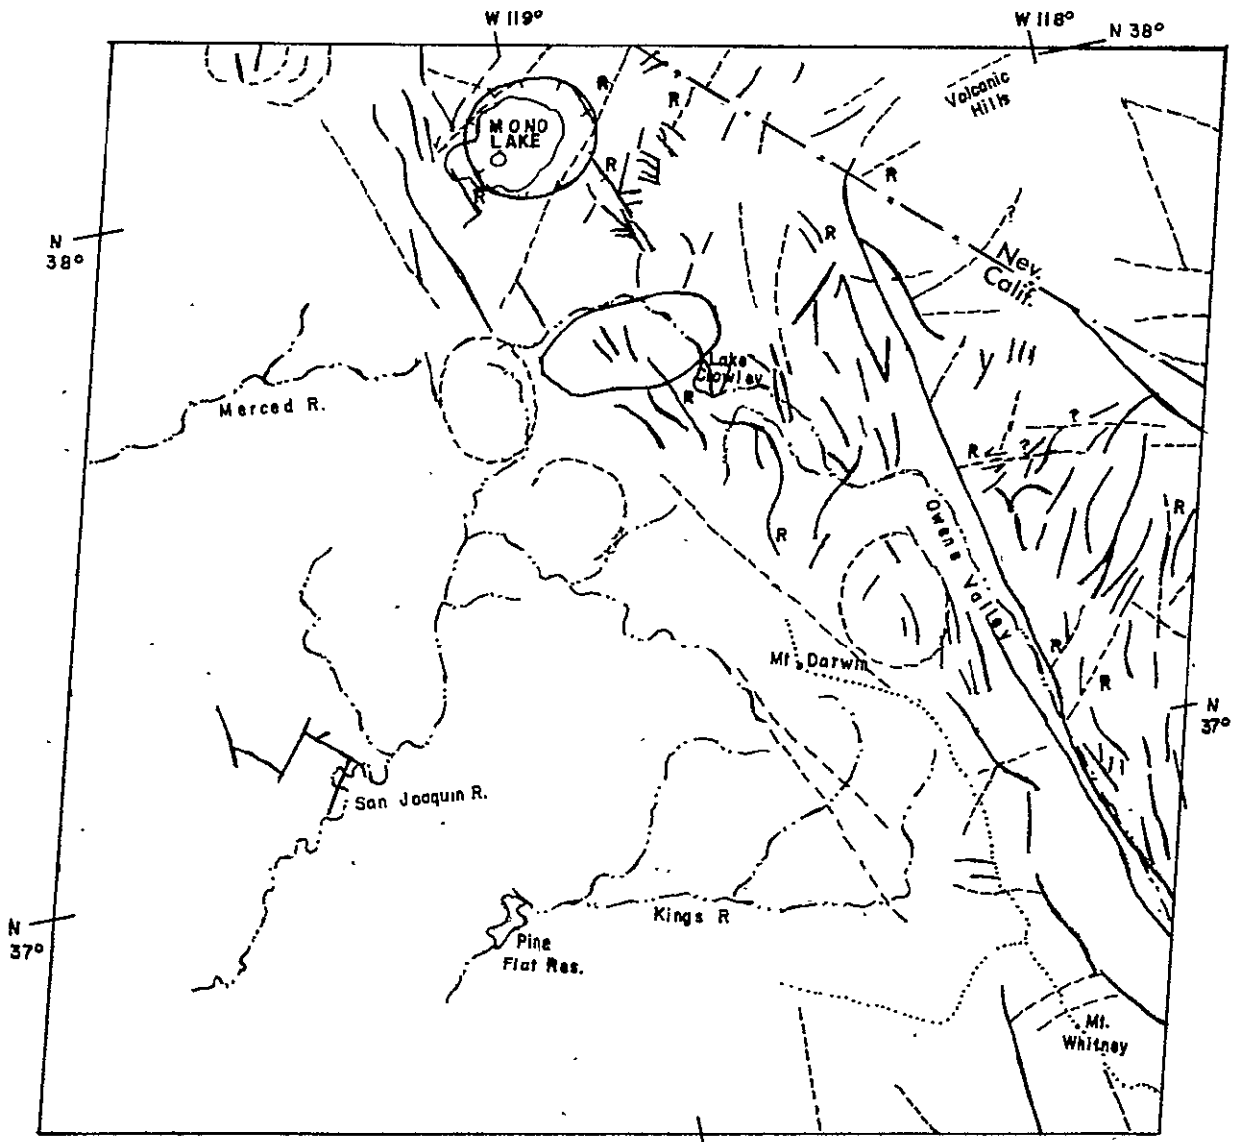 W 119°
W 118°
N 38°
R
R
Volcanic
Hills
MONO
LAKE
R
R
R
R
N
38°
Nev.
Calif.
?
Lake
Crowley
R
Merced R.
?
R
?
R
R
Owens Valley
Mt. Darwin
R
R
N
37°
San Joaquin R.
N
37°
Kings R
Pine
Flat Res.
Mt.
Whitney